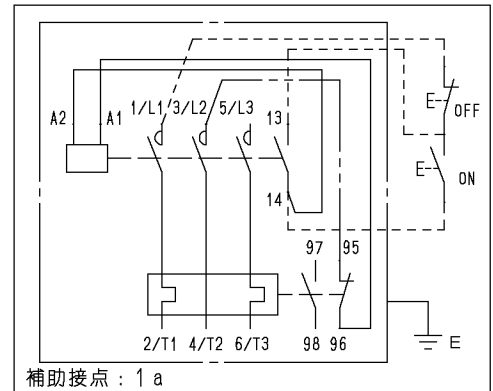 1/L1 3/L2 5/L3
A2 A1 13
E OFF
E ON
14
97 95
2/T1 4/T2 6/T3 98 96
E
補助接点：1a